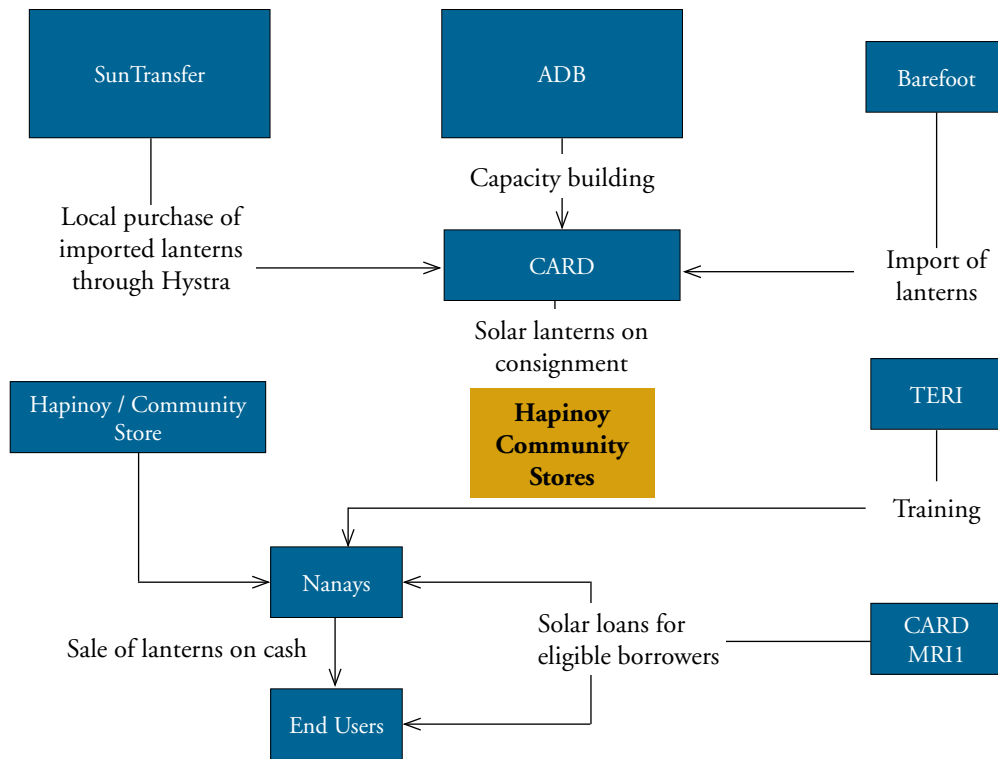 SunTransfer
ADB
Barefoot
Capacity building
Local purchase of
imported lanterns
through Hystra
CARD
Import of
lanterns
Solar lanterns on
consignment
Hapinoy / Community
Store
Hapinoy
Community
Stores
TERI
Training
Nanays
Solar loans for
eligible borrowers
CARD
MRI1
Sale of lanterns on cash
End Users